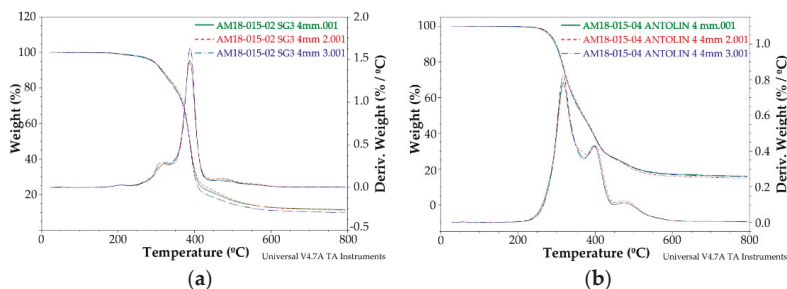 AM18-015-02 SG3 4mm.001
AM18-015-02 SG3 4mm 2.001
AM18-015-02 SG3 4mm 3.001
Weight (%)
120
100
80
60
40
20
Deriv. Weight (% / ºC)
2.0
1.5
1.0
0.5
0.0
-0.5
0 200 400 600 800
Temperature (ºC)
Universal V4.7A TA Instruments
(a)
AM18-015-04 ANTOLIN 4 mm.001
AM18-015-04 ANTOLIN 4 4mm 2.001
AM18-015-04 ANTOLIN 4 4mm 3.001
Weight (%)
100
80
60
40
20
0
Deriv. Weight (% / ºC)
1.0
0.8
0.6
0.4
0.2
0.0
0 200 400 600 800
Temperature (ºC)
Universal V4.7A TA Instruments
(b)